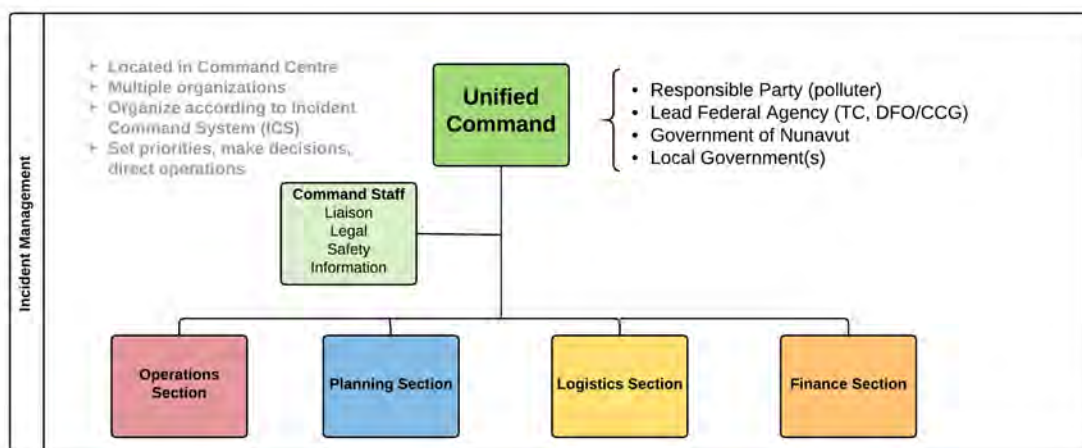 Incident Management
+ Located in Command Centre
+ Multiple organizations
+ Organize according to Incident
Command System (ICS)
+ Set priorities, make decisions,
direct operations
Unified
Command
• Responsible Party (polluter)
• Lead Federal Agency (TC, DFO/CCG)
• Government of Nunavut
• Local Government(s)
Command Staff
Liaison
Legal
Safety
Information
Operations
Section
Planning Section
Logistics Section
Finance Section